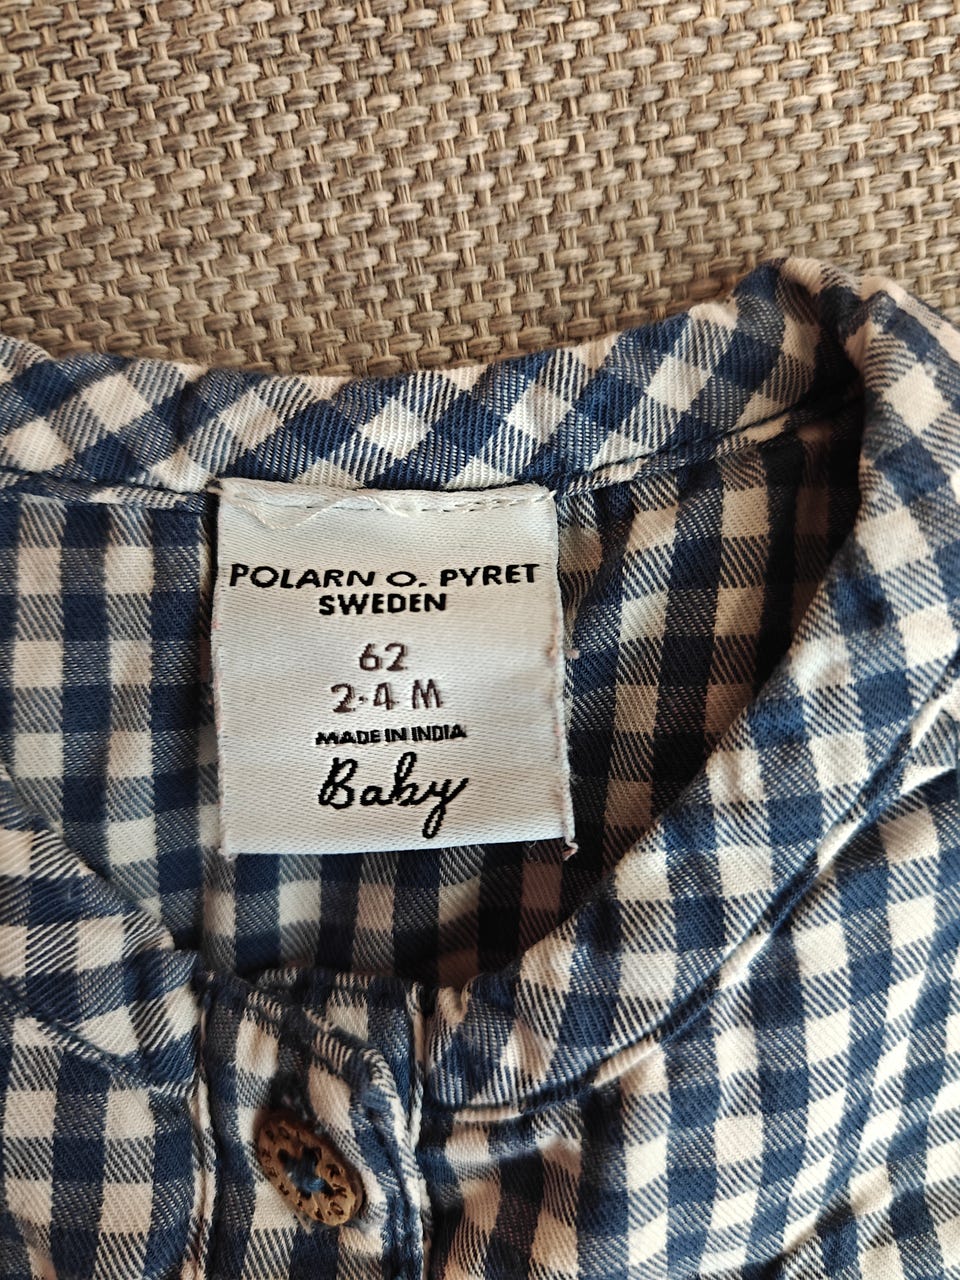 POLARN O. PYRET
SWEDEN
62
2-4 M
MADE IN INDIA
Baby